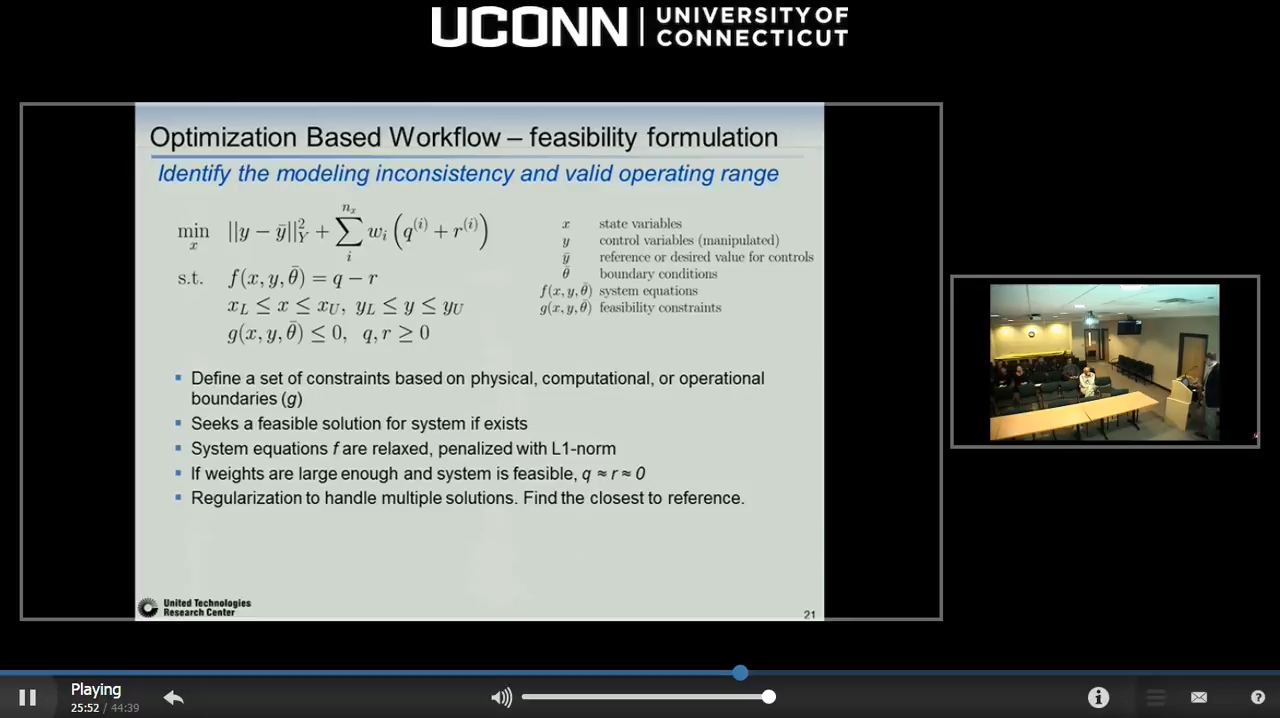 UCONN
UNIVERSITY OF
CONNECTICUT
Optimization Based Workflow – feasibility formulation
Identify the modeling inconsistency and valid operating range
min_x ||y − ȳ||²_Y + ∑_i^{n_x} w_i (q^(i) + r^(i))
s.t. f(x, y, θ̄) = q − r
x_L ≤ x ≤ x_U, y_L ≤ y ≤ y_U
g(x, y, θ̄) ≤ 0, q, r ≥ 0
x state variables
y control variables (manipulated)
ȳ reference or desired value for controls
θ̄ boundary conditions
f(x, y, θ̄) system equations
g(x, y, θ̄) feasibility constraints
▪ Define a set of constraints based on physical, computational, or operational
boundaries (g)
▪ Seeks a feasible solution for system if exists
▪ System equations f are relaxed, penalized with L1-norm
▪ If weights are large enough and system is feasible, q ≈ r ≈ 0
▪ Regularization to handle multiple solutions. Find the closest to reference.
United Technologies
Research Center
21
Playing
25:52 / 44:39